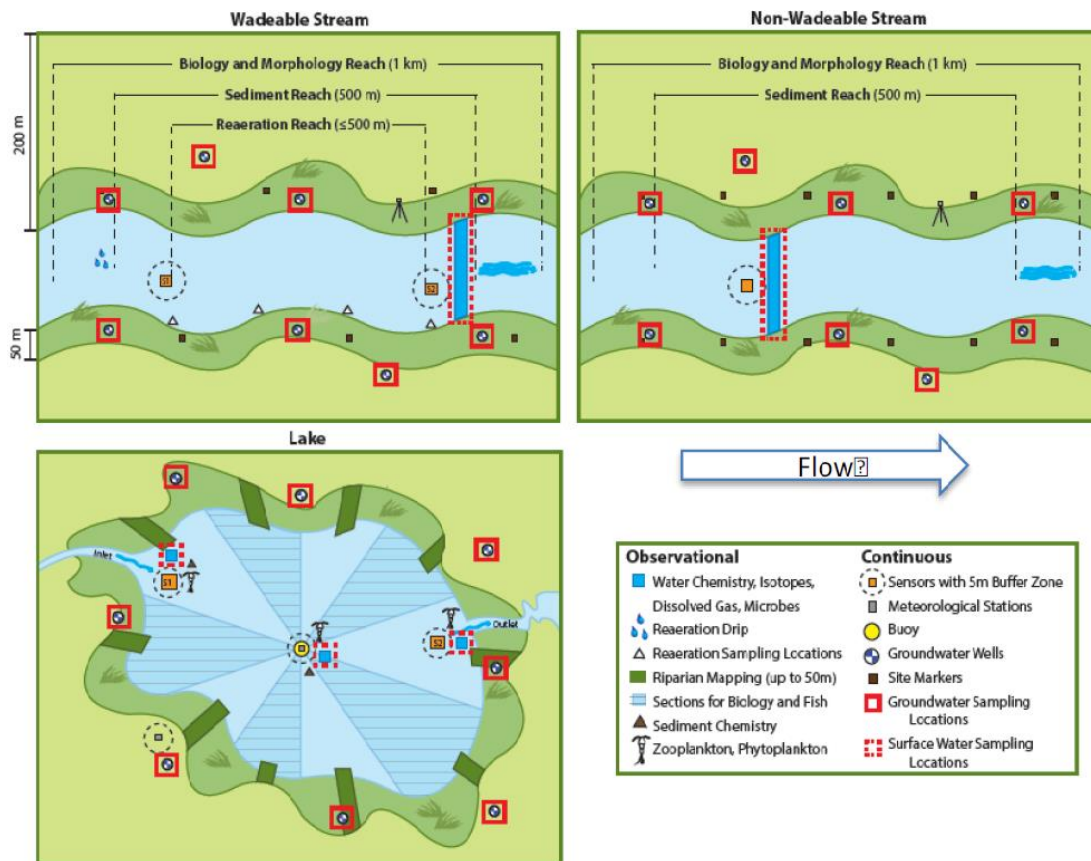 Wadeable Stream
Biology and Morphology Reach (1 km)
Sediment Reach (500 m)
Reaeration Reach (≤500 m)
200 m
50 m
S1
S2
Non-Wadeable Stream
Biology and Morphology Reach (1 km)
Sediment Reach (500 m)
Lake
Inlet
S1
S2
Outlet
Flow
Observational
Water Chemistry, Isotopes,
Dissolved Gas, Microbes
Reaeration Drip
Reaeration Sampling Locations
Riparian Mapping (up to 50m)
Sections for Biology and Fish
Sediment Chemistry
Zooplankton, Phytoplankton
Continuous
Sensors with 5m Buffer Zone
Meteorological Stations
Buoy
Groundwater Wells
Site Markers
Groundwater Sampling
Locations
Surface Water Sampling
Locations